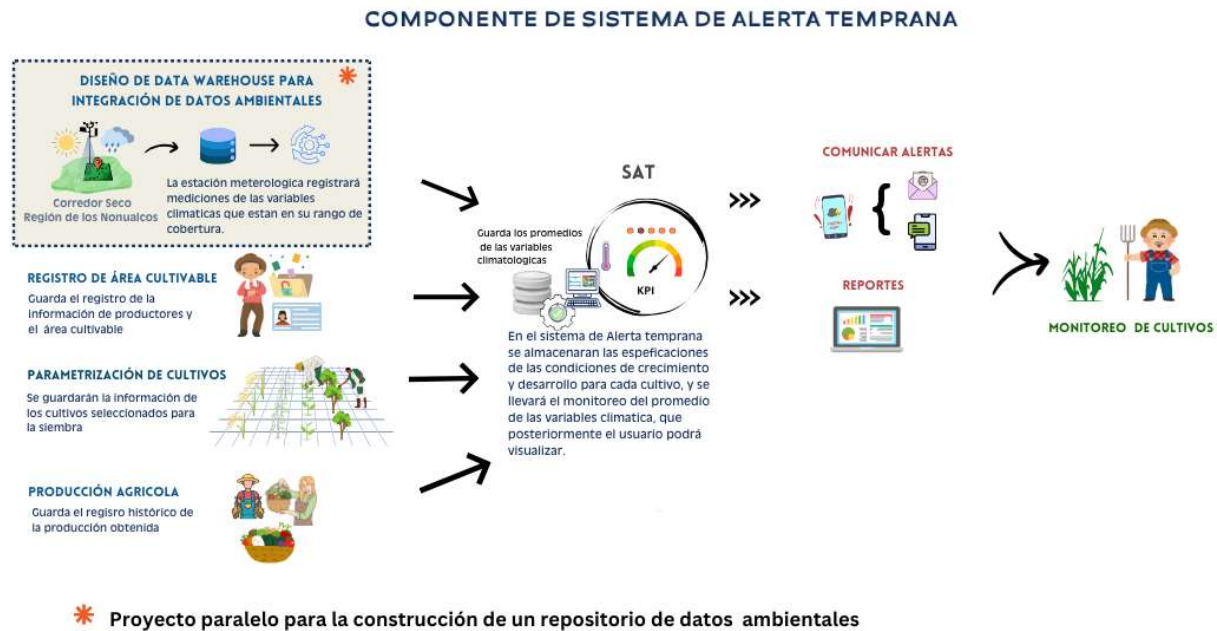 COMPONENTE DE SISTEMA DE ALERTA TEMPRANA
DISEÑO DE DATA WAREHOUSE PARA
INTEGRACIÓN DE DATOS AMBIENTALES
Corredor Seco
Región de los Nonualcos
La estación meterologica registrará
mediciones de las variables
climaticas que estan en su rango de
cobertura.
REGISTRO DE ÁREA CULTIVABLE
Guarda el registro de la
información de productores y
el área cultivable
PARAMETRIZACIÓN DE CULTIVOS
Se guardarán la información de
los cultivos seleccionados para
la siembra
PRODUCCIÓN AGRICOLA
Guarda el regisro histórico de
la producción obtenida
SAT
Guarda los promedios
de las variables
climatologicas
KPI
En el sistema de Alerta temprana
se almacenaran las espeficaciones
de las condiciones de crecimiento
y desarrollo para cada cultivo, y se
llevará el monitoreo del promedio
de las variables climatica, que
posteriormente el usuario podrá
visualizar.
COMUNICAR ALERTAS
REPORTES
MONITOREO DE CULTIVOS
Proyecto paralelo para la construcción de un repositorio de datos ambientales